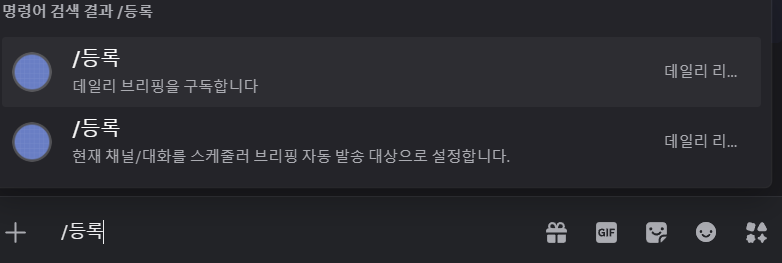 명령어 검색 결과 /등록
/등록
데일리 브리핑을 구독합니다
데일리 리...
/등록
현재 채널/대화를 스케줄러 브리핑 자동 발송 대상으로 설정합니다.
데일리 리...
/등록
GIF